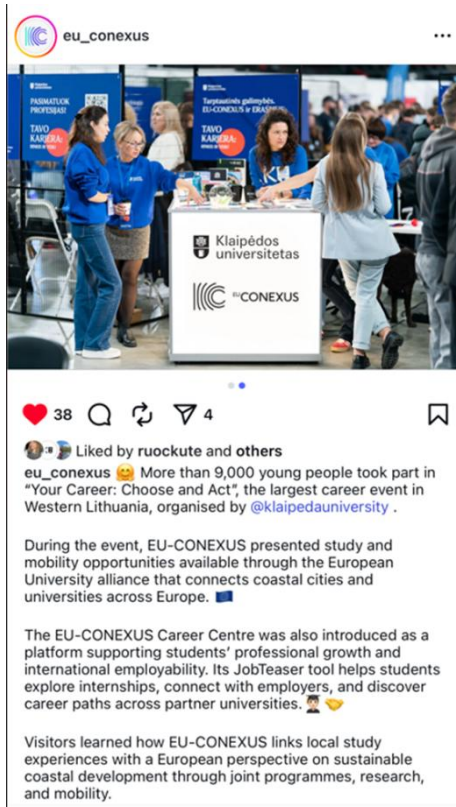 eu_conexus
PASIMATUOK
PROFESIJAS!
TAVO
KARJERA:
Tarptautinės galimybės.
EU-CONEXUS ir ERASMUS+
TAVO
KARJERA:
Klaipėdos
universitetas
EU CONEXUS
38
4
Liked by ruockute and others
eu_conexus 🤗 More than 9,000 young people took part in
“Your Career: Choose and Act”, the largest career event in
Western Lithuania, organised by @klaipedauniversity .
During the event, EU-CONEXUS presented study and
mobility opportunities available through the European
University alliance that connects coastal cities and
universities across Europe. 🇪🇺
The EU-CONEXUS Career Centre was also introduced as a
platform supporting students’ professional growth and
international employability. Its JobTeaser tool helps students
explore internships, connect with employers, and discover
career paths across partner universities. 👨🏻‍🎓 🤝
Visitors learned how EU-CONEXUS links local study
experiences with a European perspective on sustainable
coastal development through joint programmes, research,
and mobility.